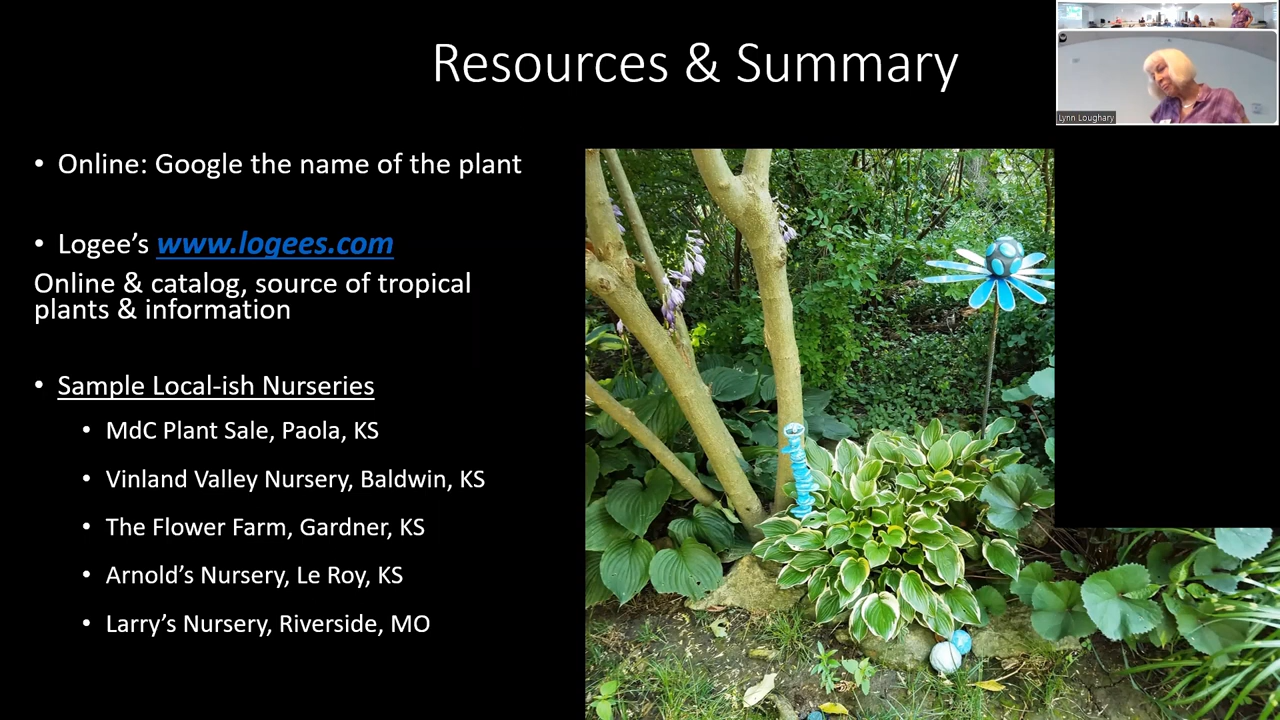 Resources & Summary
Lynn Loughary
• Online: Google the name of the plant
• Logee’s www.logees.com
Online & catalog, source of tropical
plants & information
• Sample Local-ish Nurseries
• MdC Plant Sale, Paola, KS
• Vinland Valley Nursery, Baldwin, KS
• The Flower Farm, Gardner, KS
• Arnold’s Nursery, Le Roy, KS
• Larry’s Nursery, Riverside, MO